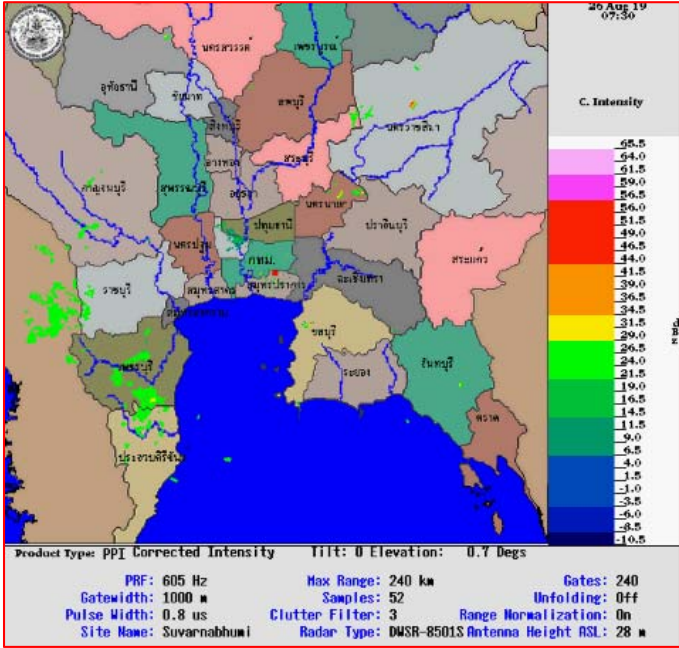 26 Aug 19
07:30
C. Intensity
นครสวรรค์
เพชรบูรณ์
อุทัยธานี
ชัยนาท
ลพบุรี
สิงห์บุรี
นครราชสีมา
อ่างทอง
สระบุรี
กาญจนบุรี
สุพรรณบุรี
อยุธยา
นครนายก
ปทุมธานี
ปราจีนบุรี
นครปฐม
กทม.
สระแก้ว
ราชบุรี
สมุทรสาคร
สมุทรปราการ
ฉะเชิงเทรา
สมุทรสงคราม
ชลบุรี
เพชรบุรี
ระยอง
จันทบุรี
ตราด
ประจวบคีรีขันธ์
65.5
64.0
61.5
59.0
56.5
54.0
51.5
49.0
46.5
44.0
41.5
39.0
36.5
34.0
31.5
29.0
26.5
24.0
21.5
19.0
16.5
14.0
11.5
9.0
6.5
4.0
1.5
-1.0
-3.5
-6.0
-8.5
-10.5
dBz
Product Type: PPI Corrected Intensity Tilt: 0 Elevation: 0.7 Degs
PRF: 605 Hz Max Range: 240 km Gates: 240
Gatewidth: 1000 m Samples: 52 Unfolding: Off
Pulse Width: 0.8 us Clutter Filter: 3 Range Normalization: On
Site Name: Suvarnabhumi Radar Type: DWSR-8501S Antenna Height ASL: 28 m